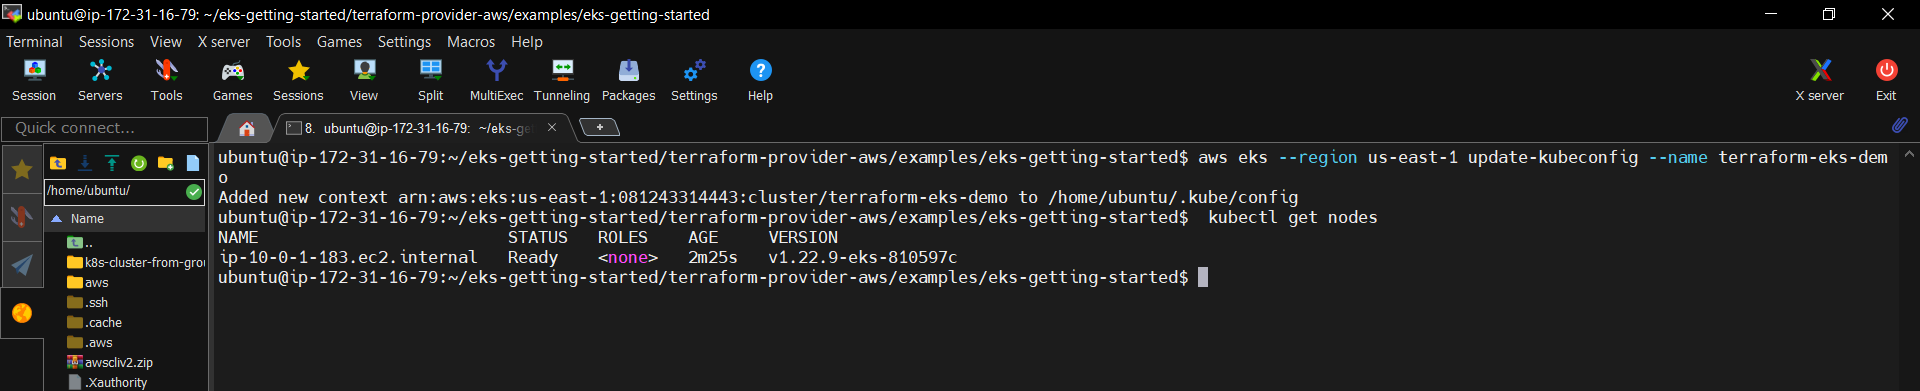 ubuntu@ip-172-31-16-79: ~/eks-getting-started/terraform-provider-aws/examples/eks-getting-started
Terminal Sessions View X server Tools Games Settings Macros Help
Session Servers Tools Games Sessions View Split MultiExec Tunneling Packages Settings Help X server Exit
Quick connect...
8. ubuntu@ip-172-31-16-79: ~/eks-ge
/home/ubuntu/
Name
..
k8s-cluster-from-grou
aws
.ssh
.cache
.aws
awscliv2.zip
.Xauthority
ubuntu@ip-172-31-16-79:~/eks-getting-started/terraform-provider-aws/examples/eks-getting-started$ aws eks --region us-east-1 update-kubeconfig --name terraform-eks-dem
o
Added new context arn:aws:eks:us-east-1:081243314443:cluster/terraform-eks-demo to /home/ubuntu/.kube/config
ubuntu@ip-172-31-16-79:~/eks-getting-started/terraform-provider-aws/examples/eks-getting-started$  kubectl get nodes
NAME                         STATUS   ROLES    AGE     VERSION
ip-10-0-1-183.ec2.internal   Ready    <none>   2m25s   v1.22.9-eks-810597c
ubuntu@ip-172-31-16-79:~/eks-getting-started/terraform-provider-aws/examples/eks-getting-started$